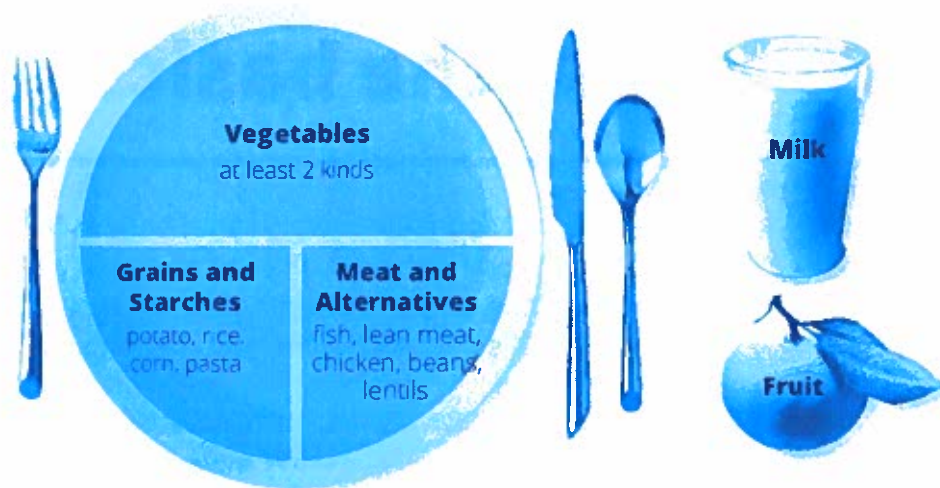 Vegetables
at least 2 kinds
Grains and
Starches
potato, rice,
corn, pasta
Meat and
Alternatives
fish, lean meat,
chicken, beans,
lentils
Milk
Fruit